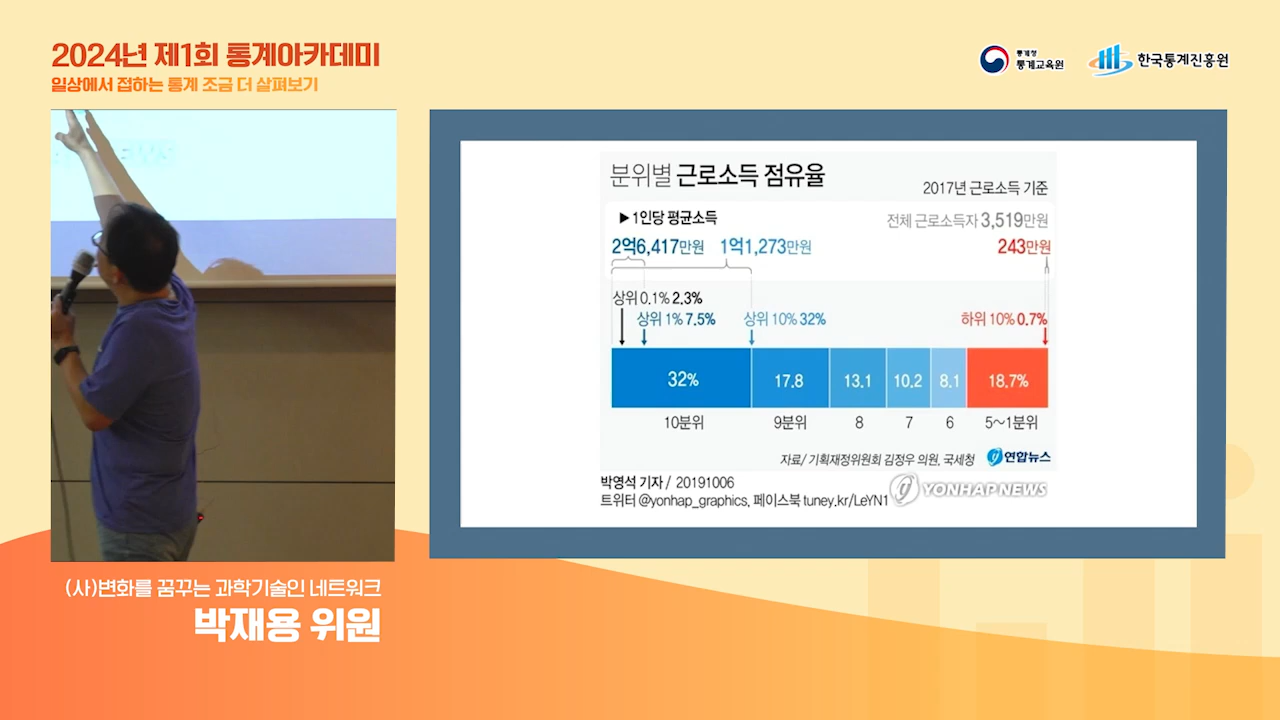 2024년 제1회 통계아카데미
일상에서 접하는 통계 조금 더 살펴보기
통계청
통계교육원
한국통계진흥원
분위별 근로소득 점유율
2017년 근로소득 기준
▶1인당 평균소득
전체 근로소득자 3,519만원
2억6,417만원 1억1,273만원 243만원
상위 0.1% 2.3%
상위 1% 7.5% 상위 10% 32% 하위 10% 0.7%
32% 17.8 13.1 10.2 8.1 18.7%
10분위 9분위 8 7 6 5~1분위
자료/ 기획재정위원회 김정우 의원, 국세청 연합뉴스
박영석 기자 / 20191006
트위터 @yonhap_graphics, 페이스북 tuney.kr/LeYN1
YONHAP NEWS
(사)변화를 꿈꾸는 과학기술인 네트워크
박재용 위원